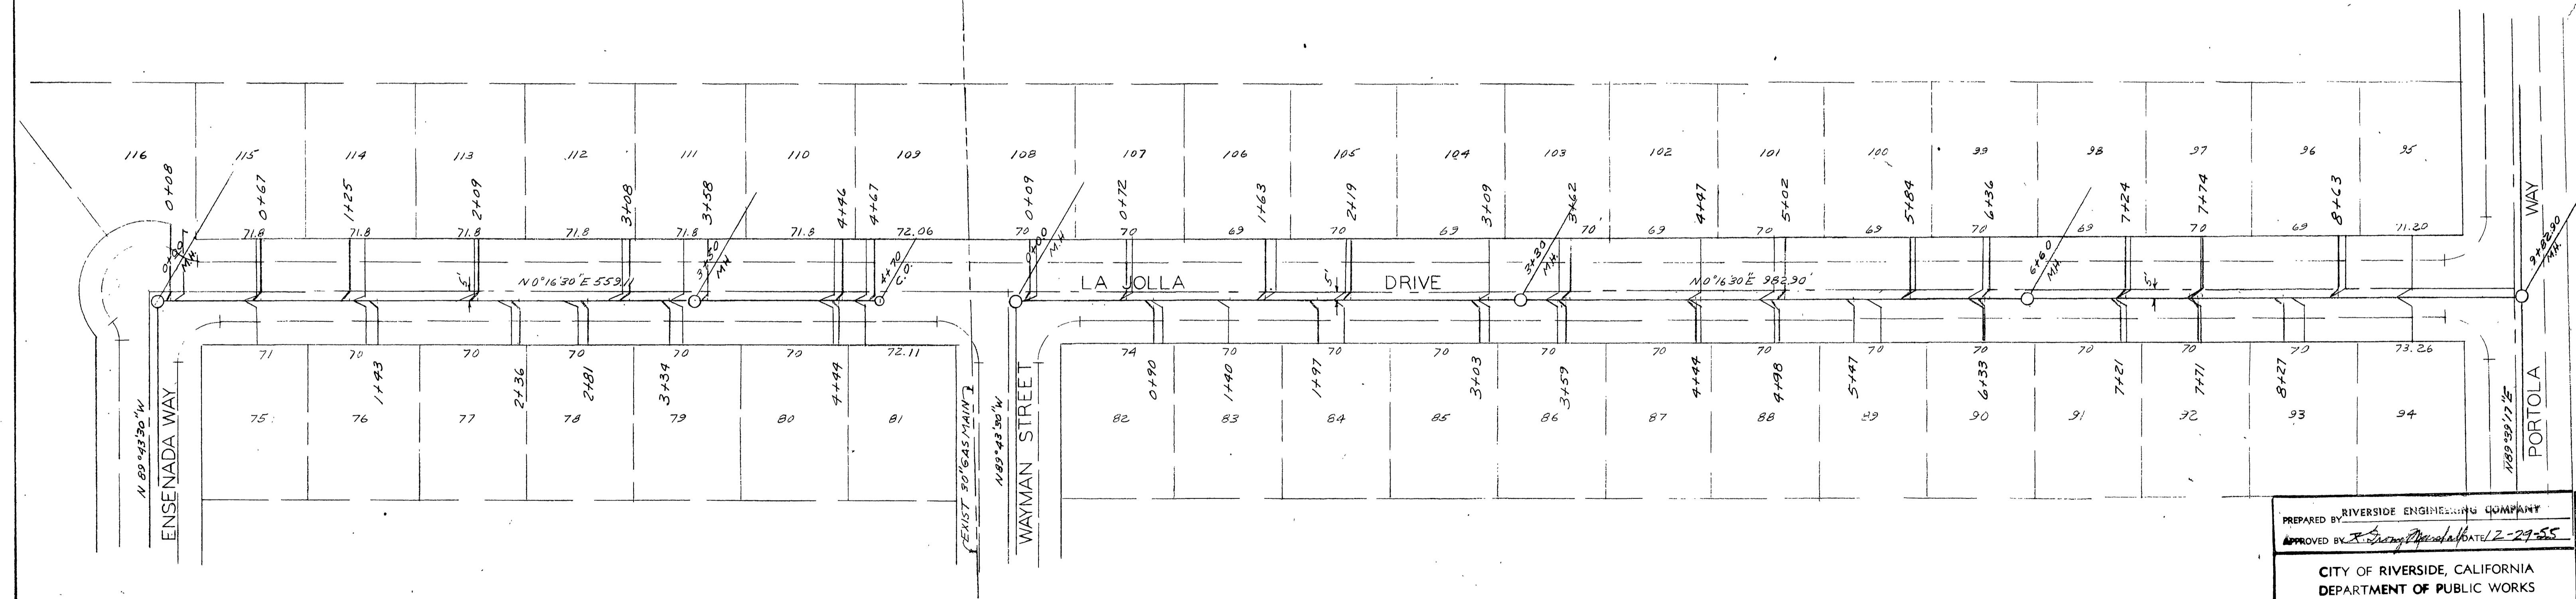 116 115 114 113 112 111 110 109 108 107 106 105 104 103 102 101 100 99 98 97 96 95
0+08 0+67 1+25 2+09 3+08 3+58 4+46 4+67 0+09 0+72 1+63 2+19 3+09 3+62 4+47 5+02 5+84 6+36 7+24 7+74 8+63
71.8 71.8 71.8 71.8 71.8 71.8 72.06 70 70 69 70 69 70 69 70 69 70 69 70 69 71.20
0+00 M.H.
3+50 M.H.
4+70 C.O.
0+00 M.H.
3+30 M.H.
6+60 M.H.
9+82.90 M.H.
5' N 0°16'30"E 559.11 LA JOLLA 5' DRIVE N 0°16'30"E 982.90' 5'
71 70 70 70 70 70 72.11 74 70 70 70 70 70 70 70 70 70 70 70 73.26
1+43 2+36 2+81 3+34 4+44 0+90 1+40 1+97 3+03 3+59 4+44 4+98 5+47 6+33 7+21 7+71 8+27
75 76 77 78 79 80 81 82 83 84 85 86 87 88 89 90 91 92 93 94
N 89°43'30"W
ENSENADA WAY
EXIST 30" GAS MAIN
N 89°43'30"W
WAYMAN STREET
N89°39'17"E
PORTOLA WAY
PREPARED BY RIVERSIDE ENGINEERING COMPANY
APPROVED BY DATE 12-29-55
CITY OF RIVERSIDE, CALIFORNIA
DEPARTMENT OF PUBLIC WORKS